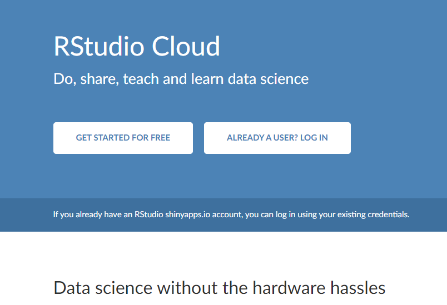 RStudio Cloud
Do, share, teach and learn data science
GET STARTED FOR FREE
ALREADY A USER? LOG IN
If you already have an RStudio shinyapps.io account, you can log in using your existing credentials.
Data science without the hardware hassles